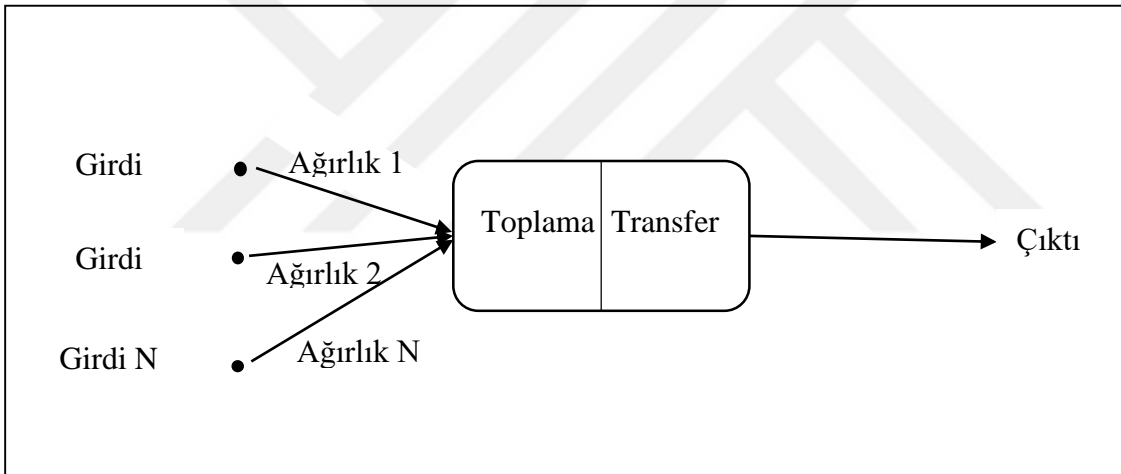 Girdi
Ağırlık 1
Toplama Transfer
Çıktı
Girdi
Ağırlık 2
Girdi N
Ağırlık N